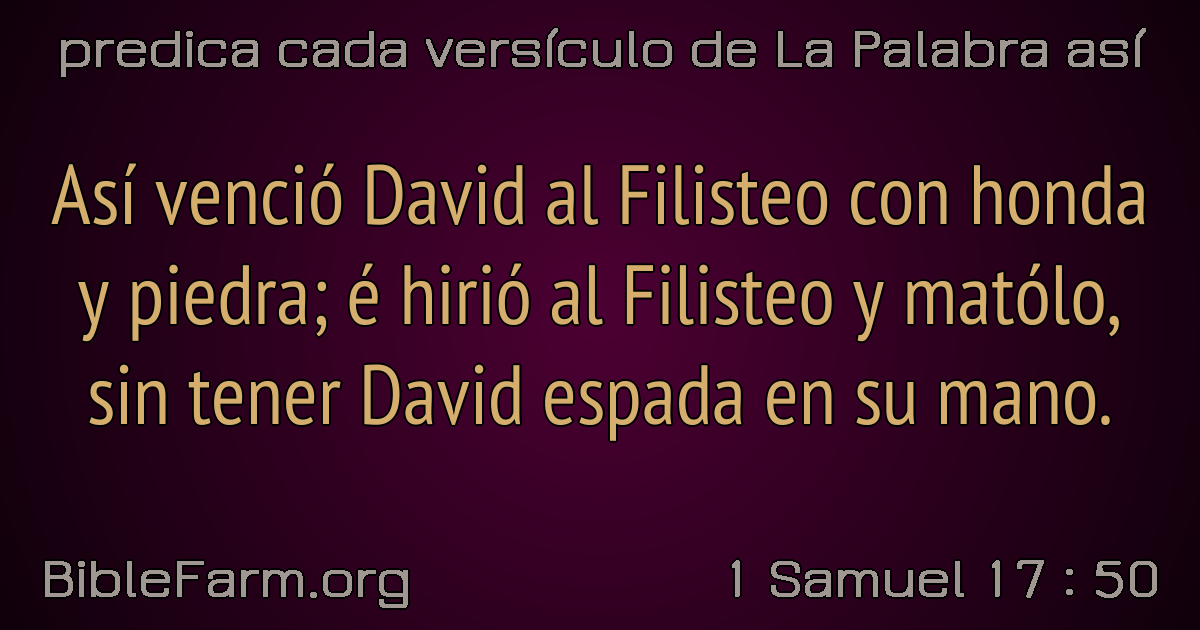 predica cada versículo de La Palabra así
Así venció David al Filisteo con honda
y piedra; é hirió al Filisteo y matólo,
sin tener David espada en su mano.
BibleFarm.org
1 Samuel 17 : 50